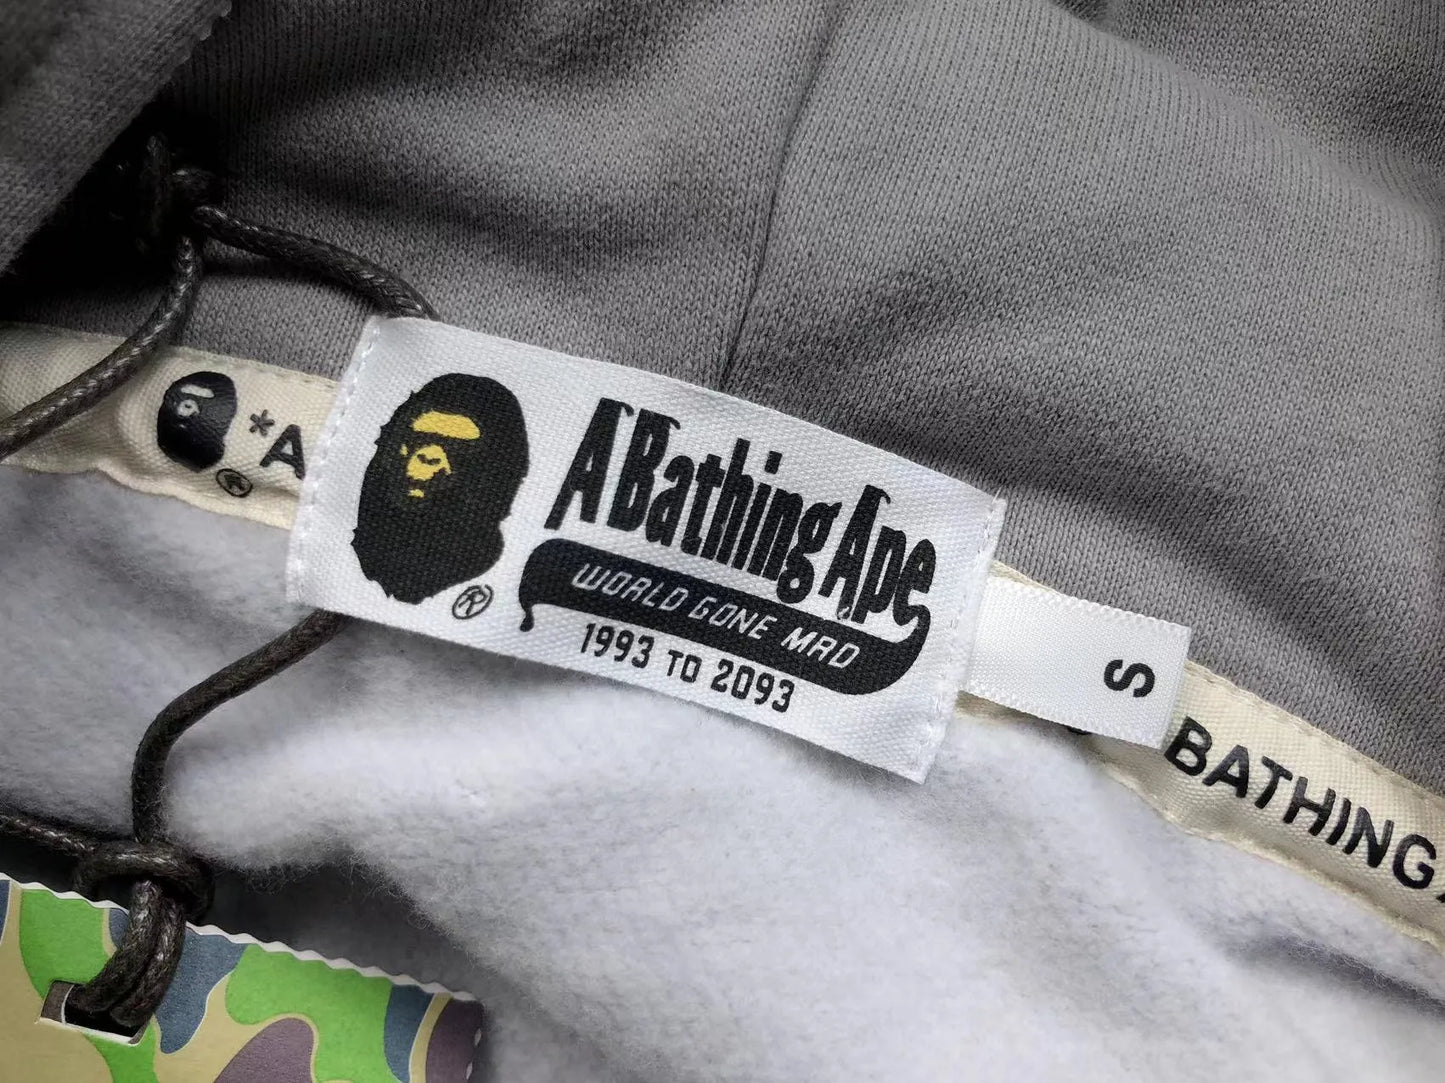 *A
®
A Bathing Ape
®
WORLD GONE MAD
1993 TO 2093
S
BATHING